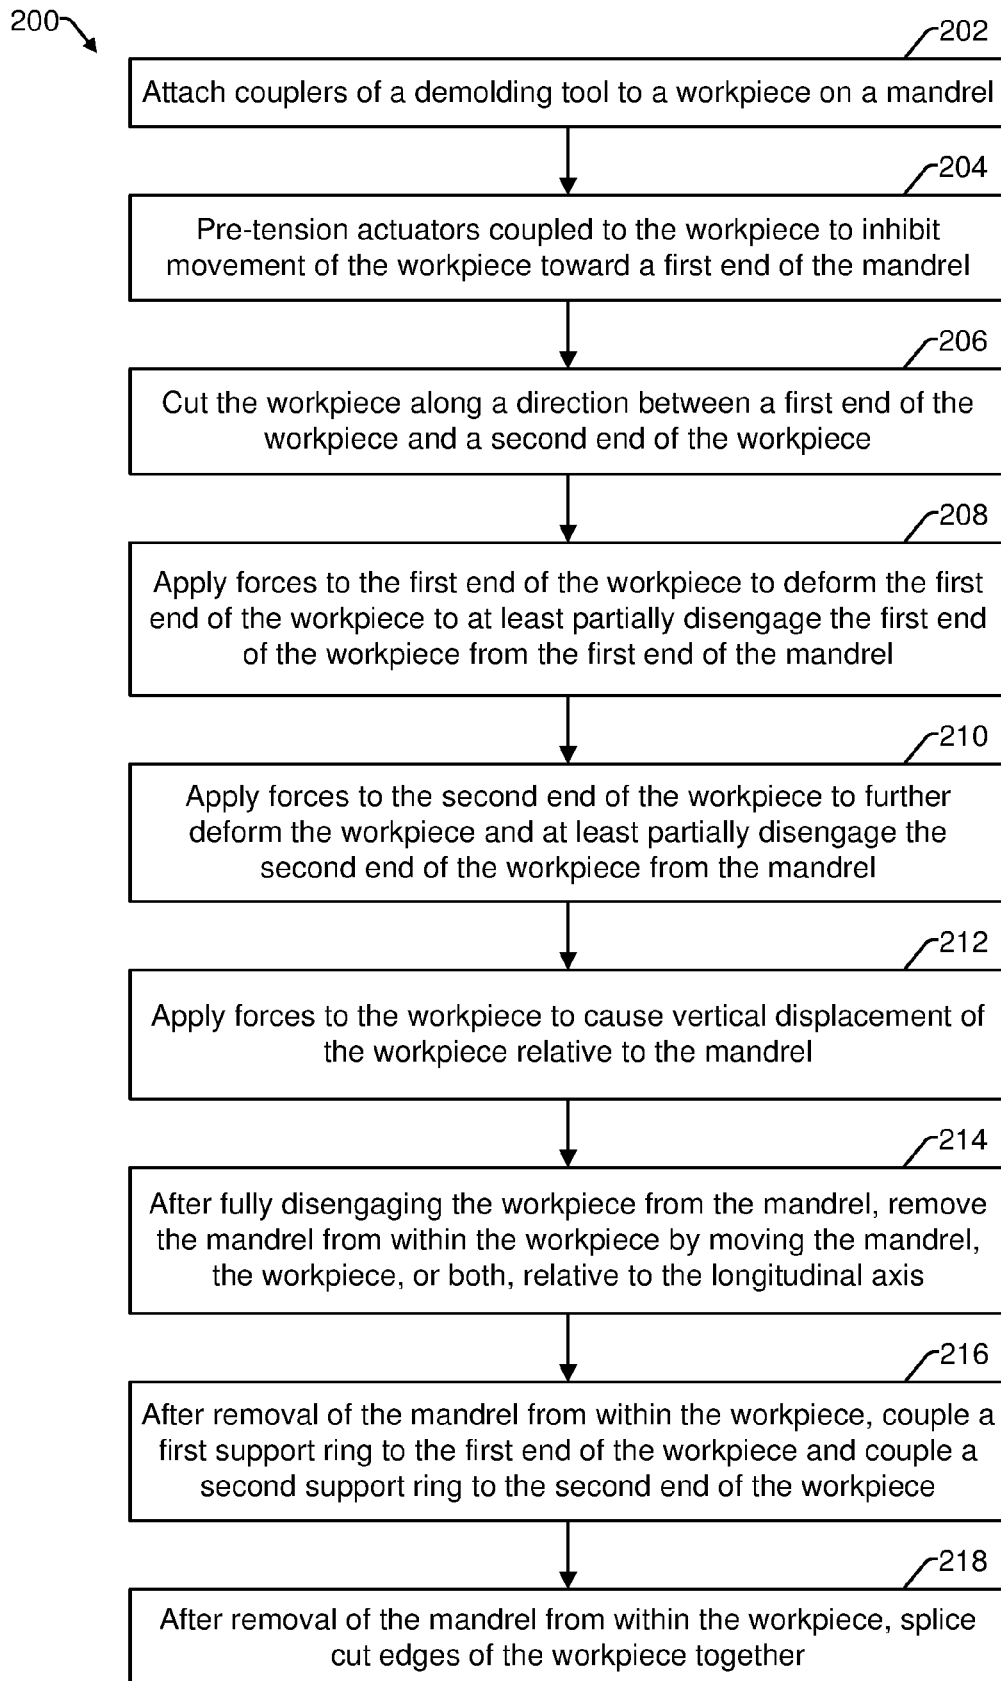 200
202
Attach couplers of a demolding tool to a workpiece on a mandrel
204
Pre-tension actuators coupled to the workpiece to inhibit
movement of the workpiece toward a first end of the mandrel
206
Cut the workpiece along a direction between a first end of the
workpiece and a second end of the workpiece
208
Apply forces to the first end of the workpiece to deform the first
end of the workpiece to at least partially disengage the first end
of the workpiece from the first end of the mandrel
210
Apply forces to the second end of the workpiece to further
deform the workpiece and at least partially disengage the
second end of the workpiece from the mandrel
212
Apply forces to the workpiece to cause vertical displacement of
the workpiece relative to the mandrel
214
After fully disengaging the workpiece from the mandrel, remove
the mandrel from within the workpiece by moving the mandrel,
the workpiece, or both, relative to the longitudinal axis
216
After removal of the mandrel from within the workpiece, couple a
first support ring to the first end of the workpiece and couple a
second support ring to the second end of the workpiece
218
After removal of the mandrel from within the workpiece, splice
cut edges of the workpiece together